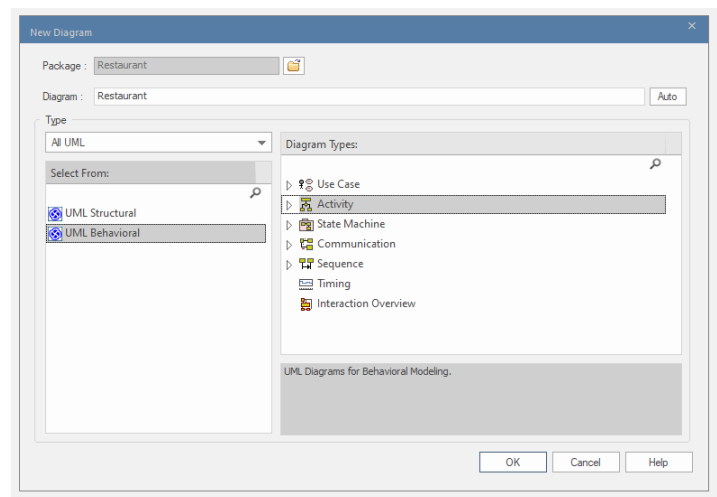 New Diagram
Package : Restaurant
Diagram : Restaurant Auto
Type
All UML
Select From:
UML Structural
UML Behavioral
Diagram Types:
Use Case
Activity
State Machine
Communication
Sequence
Timing
Interaction Overview
UML Diagrams for Behavioral Modeling.
OK Cancel Help